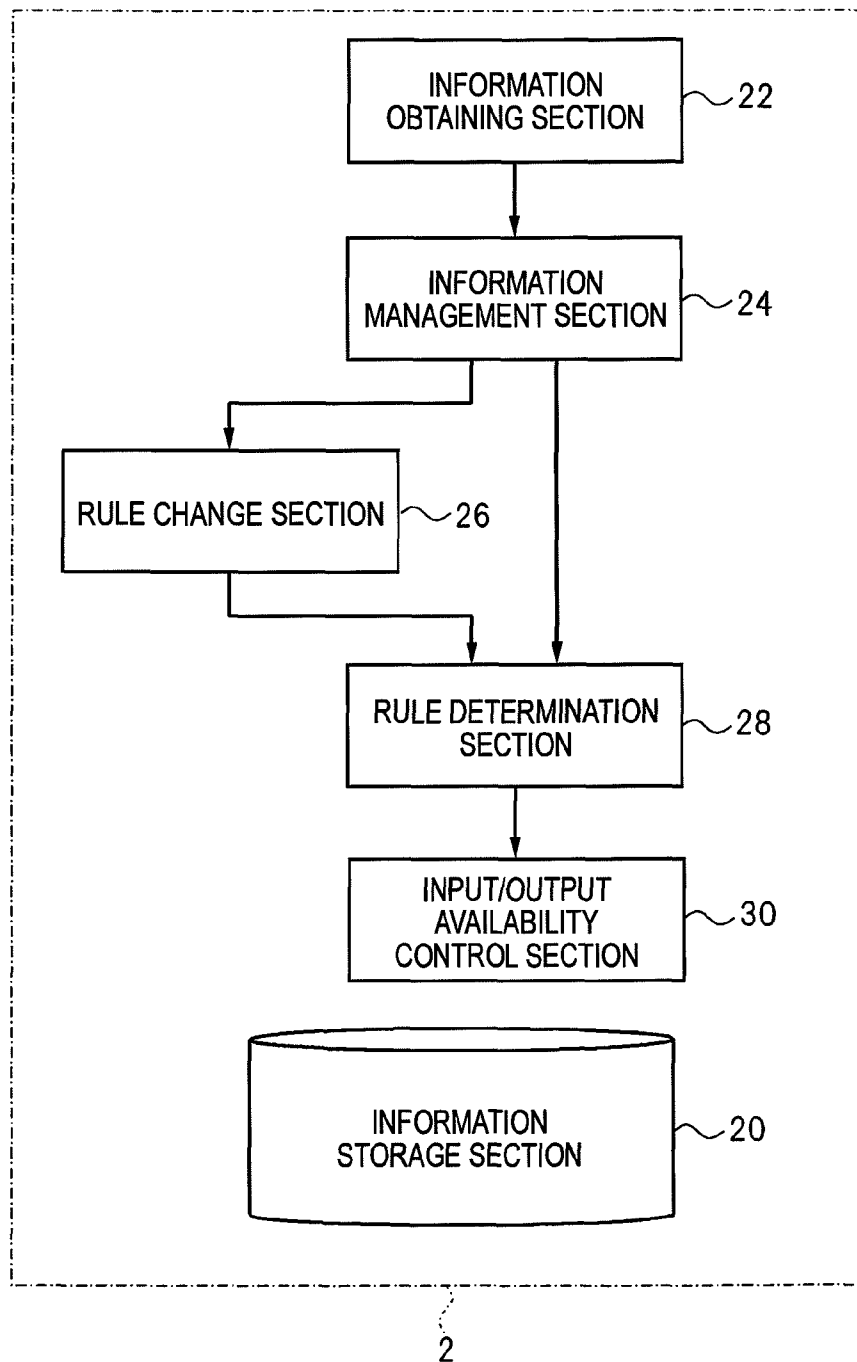 INFORMATION
OBTAINING SECTION
22
INFORMATION
MANAGEMENT SECTION
24
RULE CHANGE SECTION
26
RULE DETERMINATION
SECTION
28
INPUT/OUTPUT
AVAILABILITY
CONTROL SECTION
30
INFORMATION
STORAGE SECTION
20
2